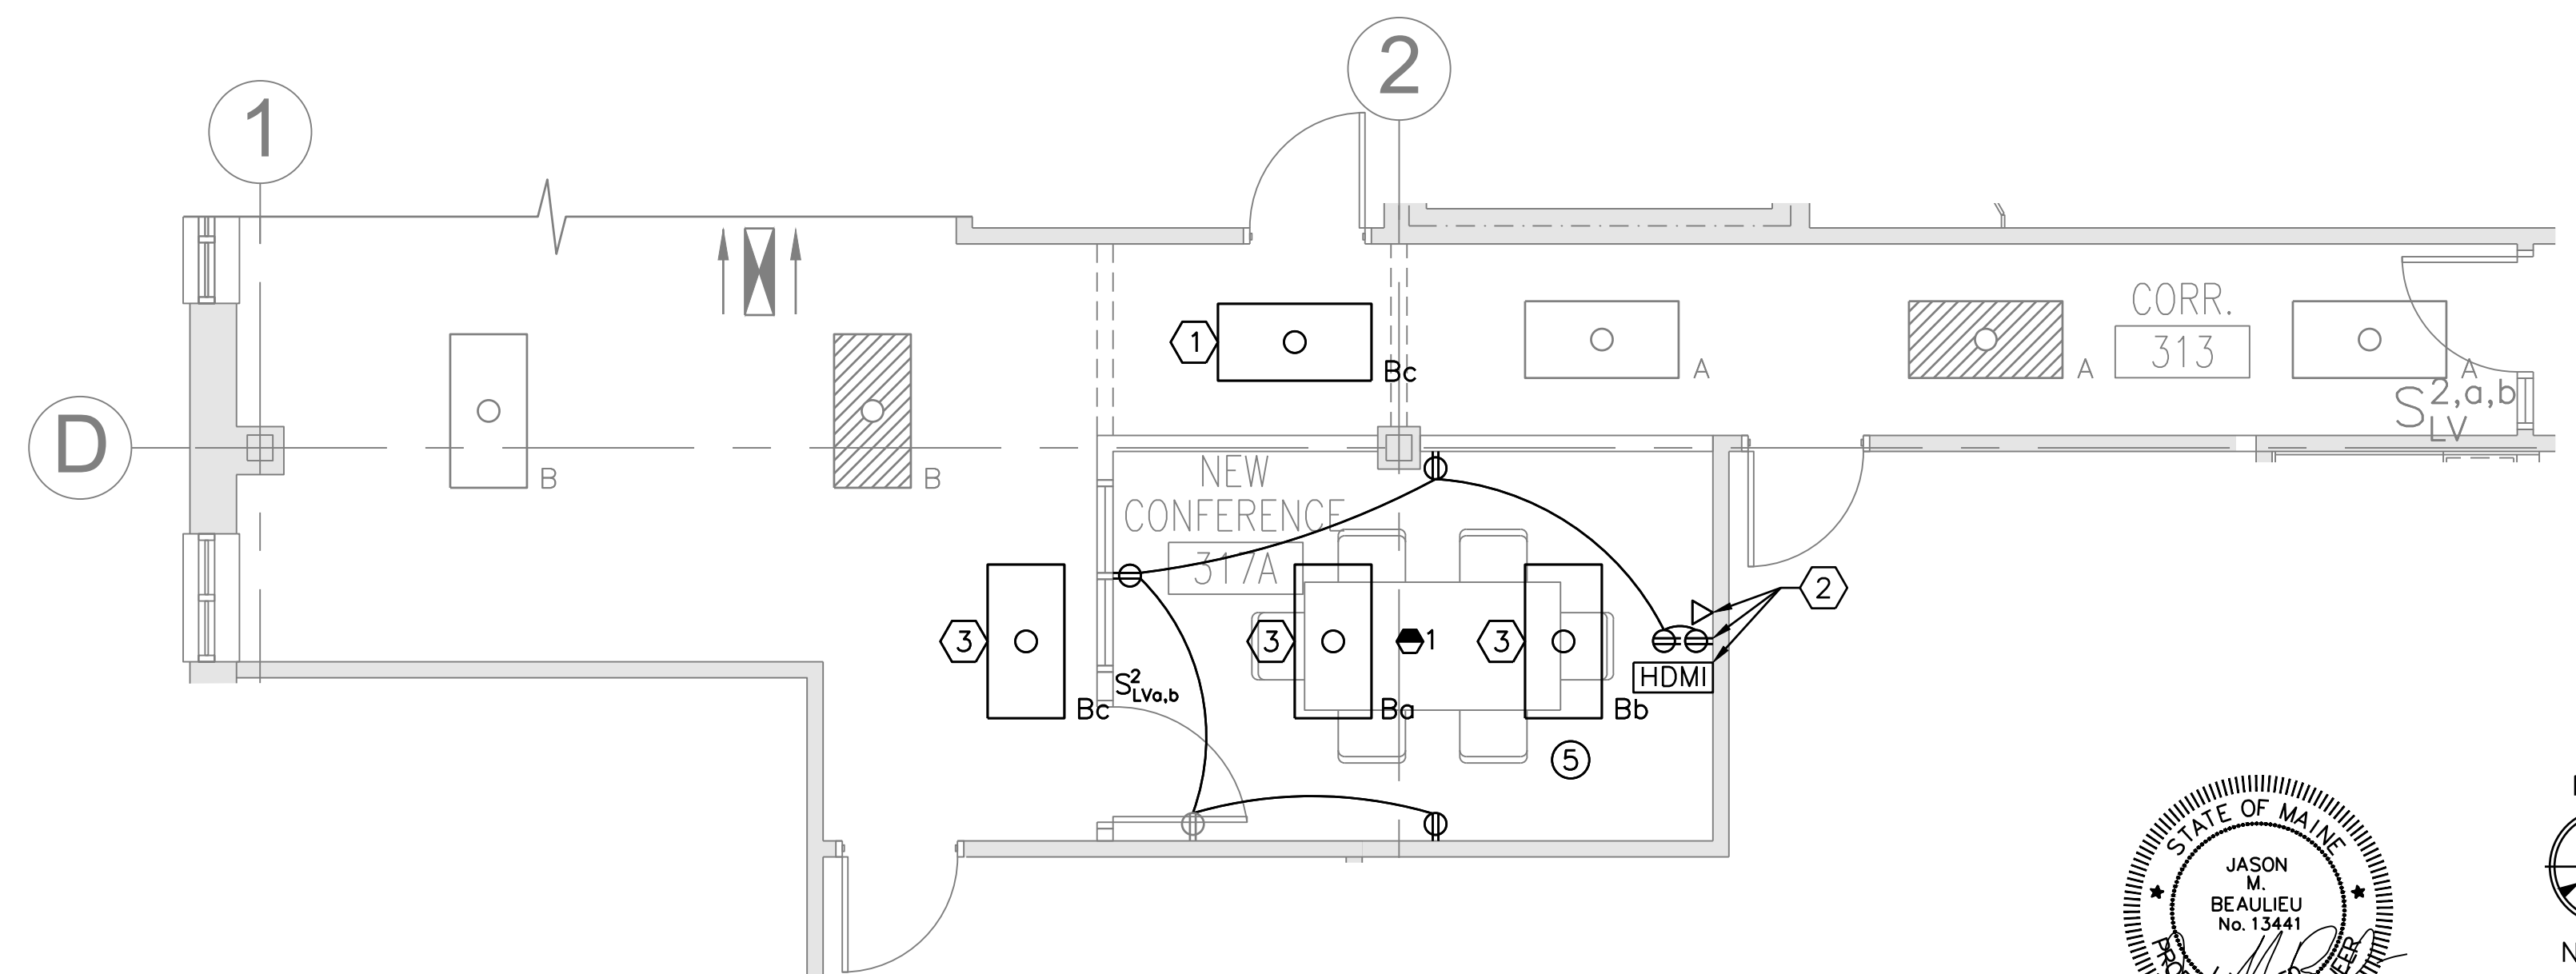 2
1
CORR.
313
1
Bc
A
A
A
S2,a,b
LV
D
B
B
NEW
CONFERENCE
317A
2
3
3
1
3
HDMI
S2
LVa,b
Bc
Ba
Bb
5
STATE OF MAINE
JASON
M.
BEAULIEU
No. 13441